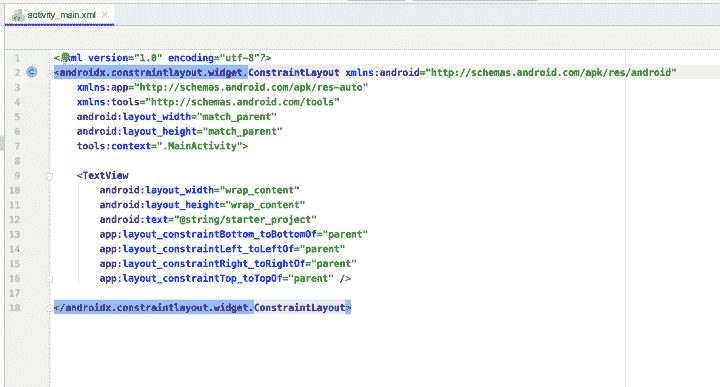 activity_main.xml
1 <?xml version="1.0" encoding="utf-8"?>
2 <androidx.constraintlayout.widget.ConstraintLayout xmlns:android="http://schemas.android.com/apk/res/android"
3 xmlns:app="http://schemas.android.com/apk/res-auto"
4 xmlns:tools="http://schemas.android.com/tools"
5 android:layout_width="match_parent"
6 android:layout_height="match_parent"
7 tools:context=".MainActivity">
8
9 <TextView
10 android:layout_width="wrap_content"
11 android:layout_height="wrap_content"
12 android:text="@string/starter_project"
13 app:layout_constraintBottom_toBottomOf="parent"
14 app:layout_constraintLeft_toLeftOf="parent"
15 app:layout_constraintRight_toRightOf="parent"
16 app:layout_constraintTop_toTopOf="parent" />
17
18 </androidx.constraintlayout.widget.ConstraintLayout>